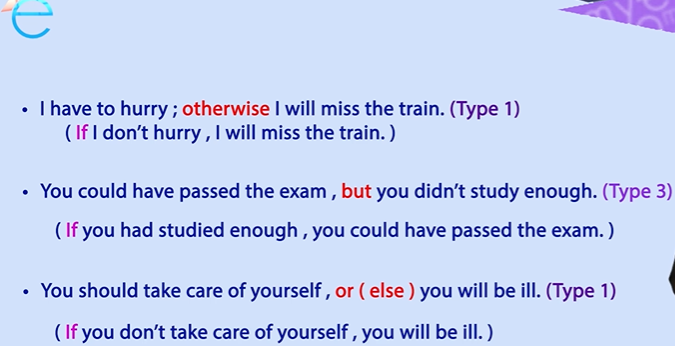 • I have to hurry ; otherwise I will miss the train. (Type 1)
( If I don't hurry , I will miss the train. )
• You could have passed the exam , but you didn't study enough. (Type 3)
( If you had studied enough , you could have passed the exam. )
• You should take care of yourself , or ( else ) you will be ill. (Type 1)
( If you don't take care of yourself , you will be ill. )